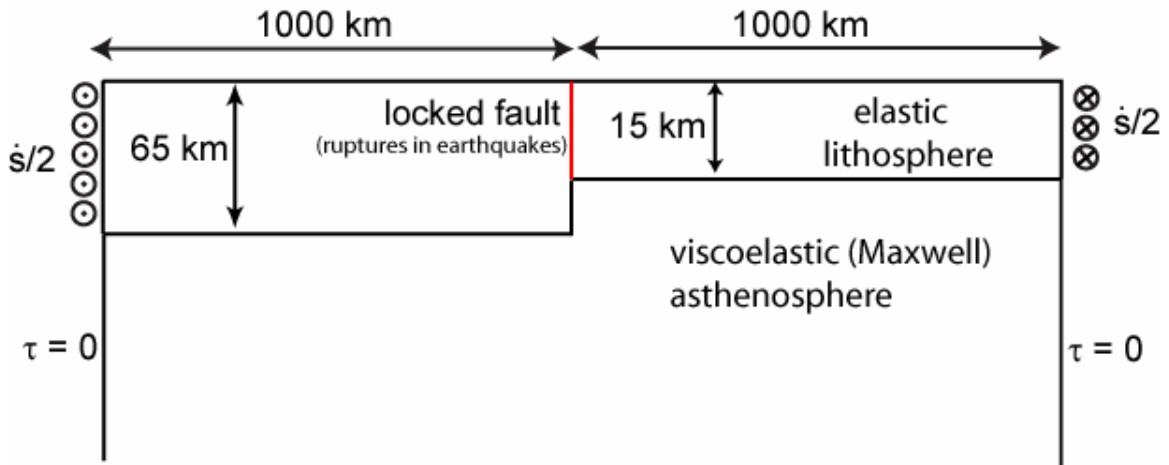 1000 km
1000 km
locked fault
(ruptures in earthquakes)
65 km
15 km
elastic
lithosphere
ṡ/2
ṡ/2
viscoelastic (Maxwell)
asthenosphere
τ = 0
τ = 0